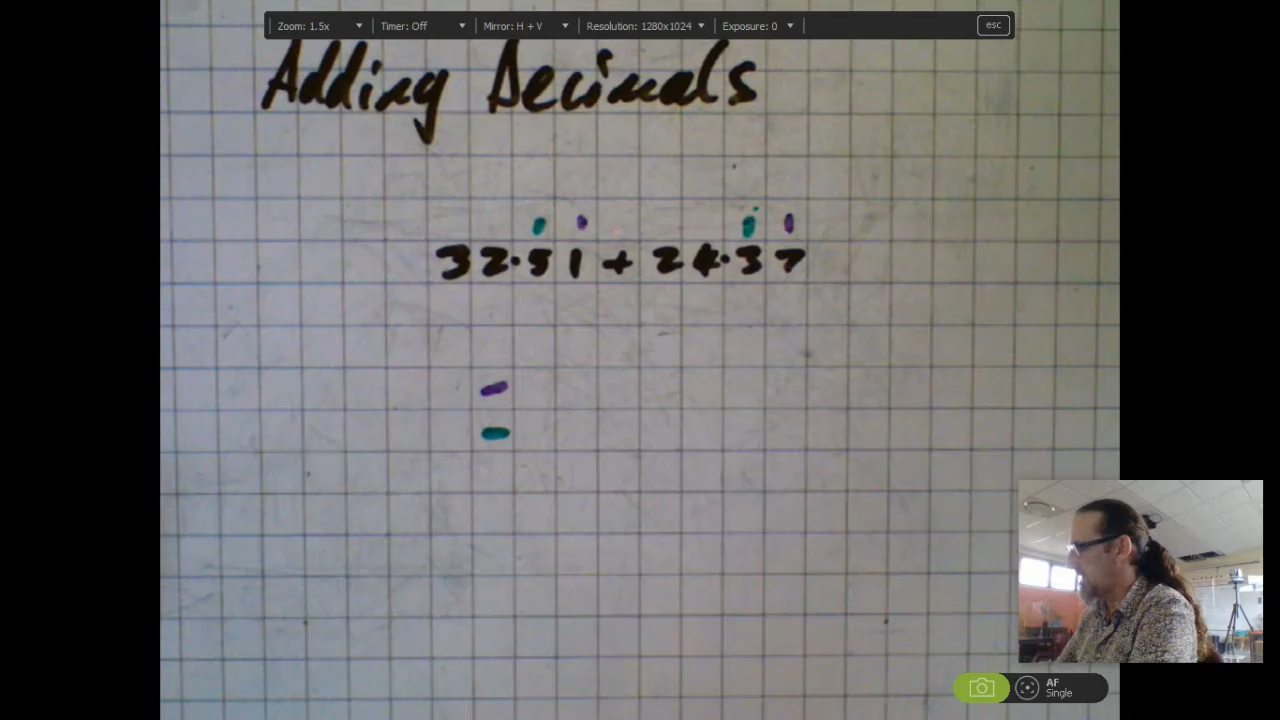 Zoom: 1.5x Timer: Off Mirror: H + V Resolution: 1280x1024 Exposure: 0 esc
Adding Decimals
32·51 + 24·37
AF
Single